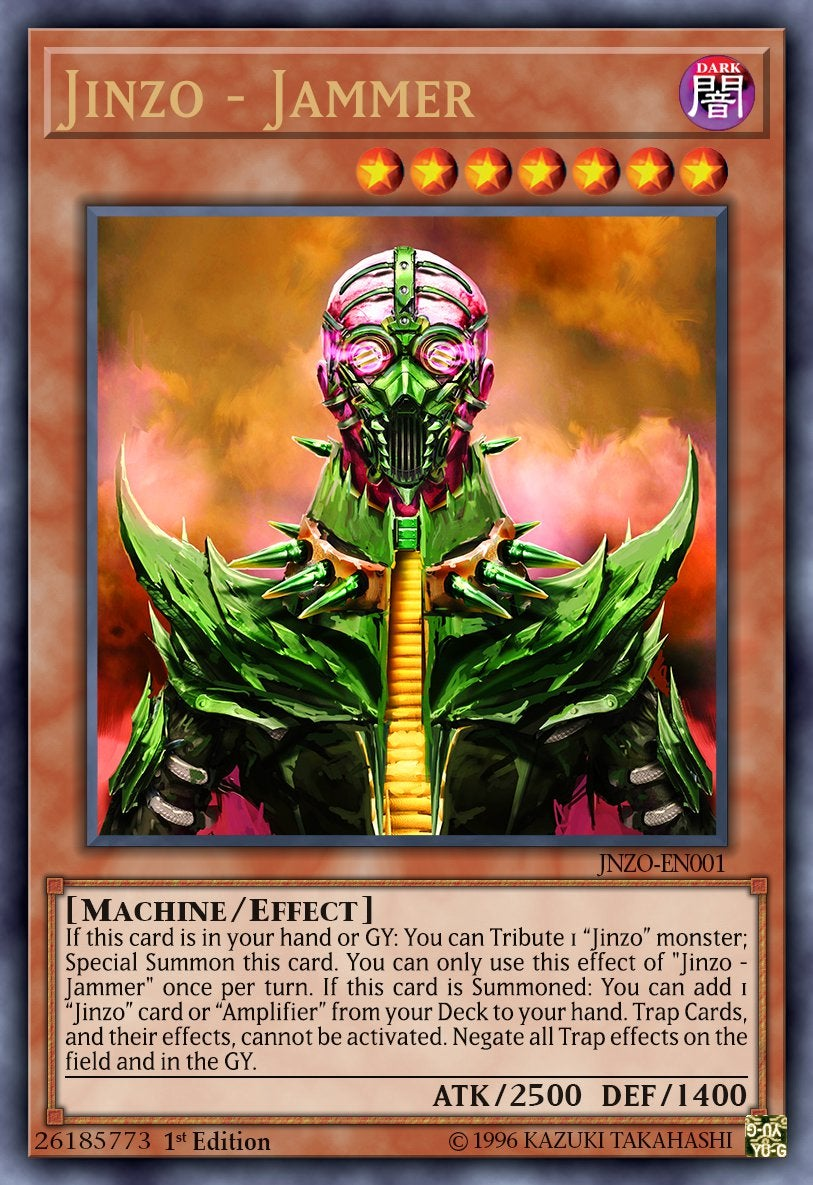 JINZO - JAMMER
DARK
闇
JNZO-EN001
[MACHINE/EFFECT]
If this card is in your hand or GY: You can Tribute 1 “Jinzo” monster;
Special Summon this card. You can only use this effect of "Jinzo -
Jammer" once per turn. If this card is Summoned: You can add 1
“Jinzo” card or “Amplifier” from your Deck to your hand. Trap Cards,
and their effects, cannot be activated. Negate all Trap effects on the
field and in the GY.
ATK/2500 DEF/1400
26185773 1st Edition
© 1996 KAZUKI TAKAHASHI